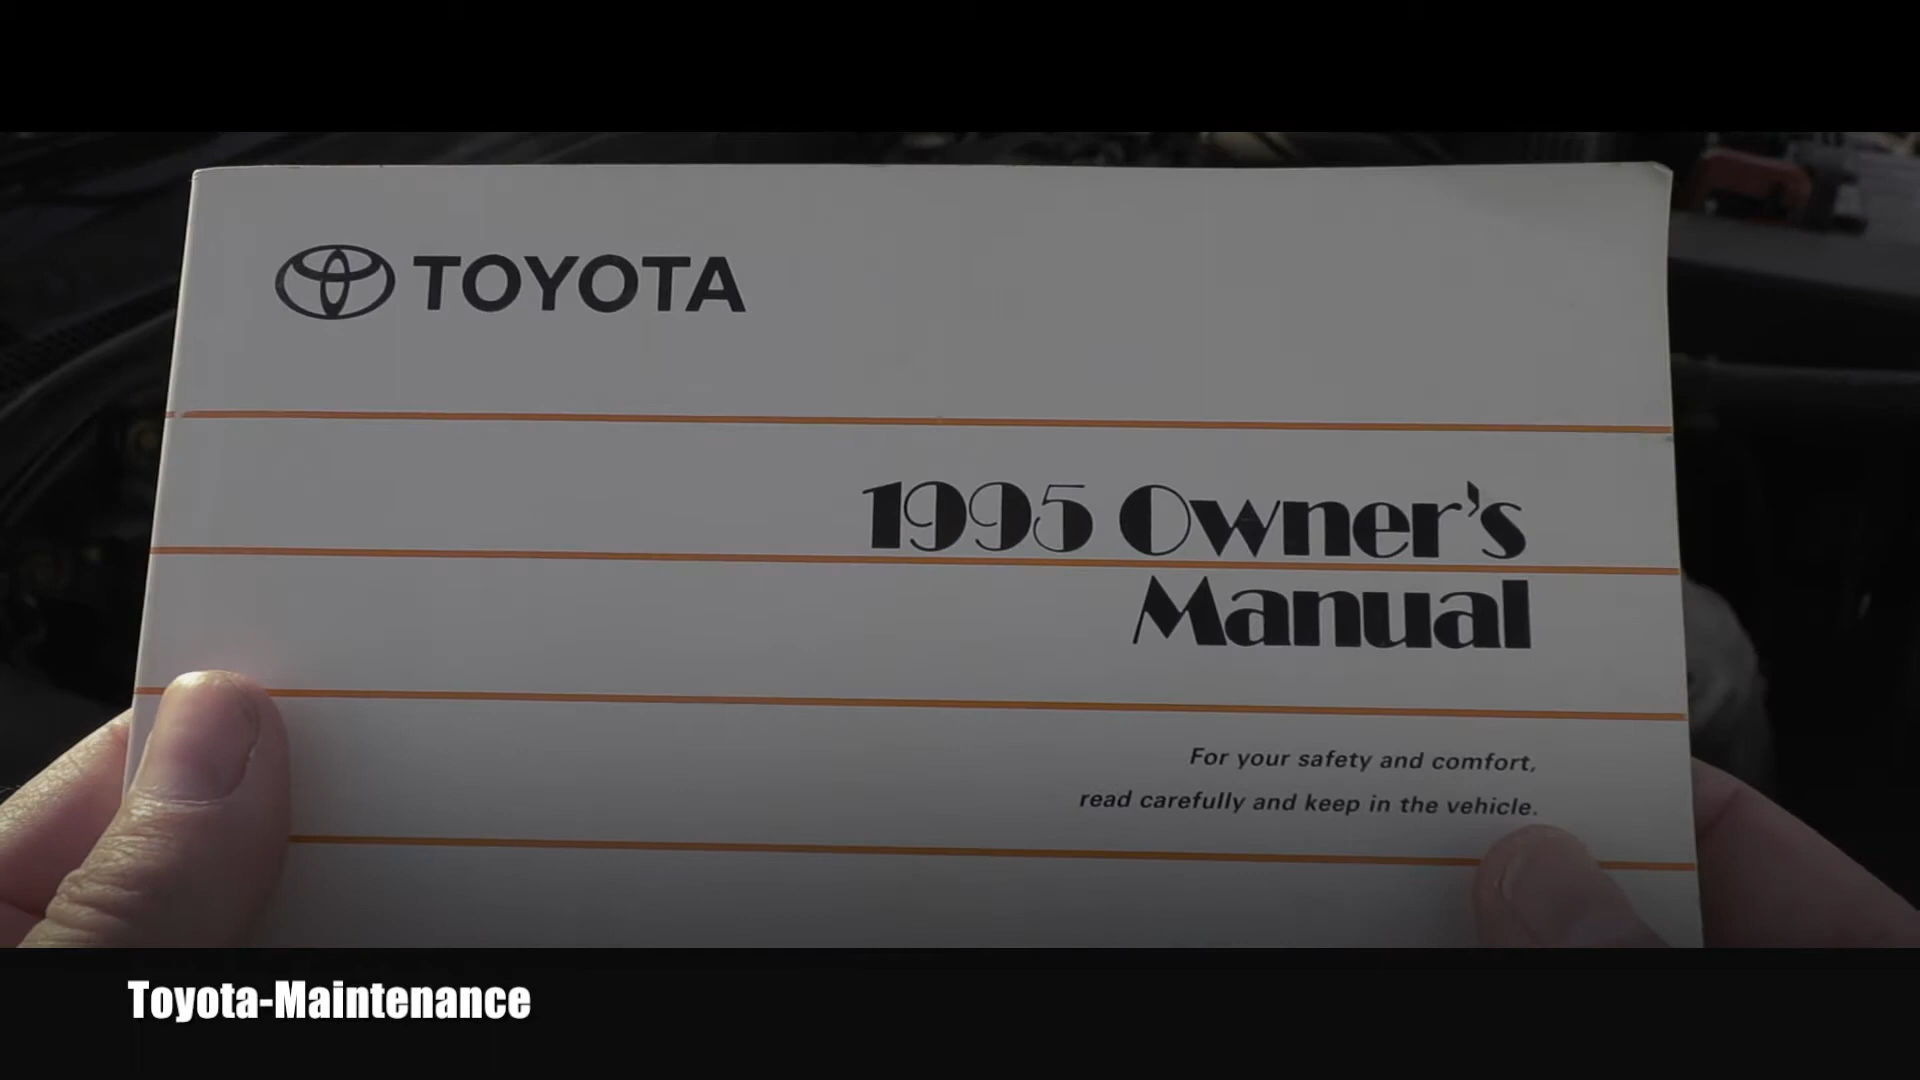 TOYOTA
1995 Owner's
Manual
For your safety and comfort,
read carefully and keep in the vehicle.
Toyota-Maintenance